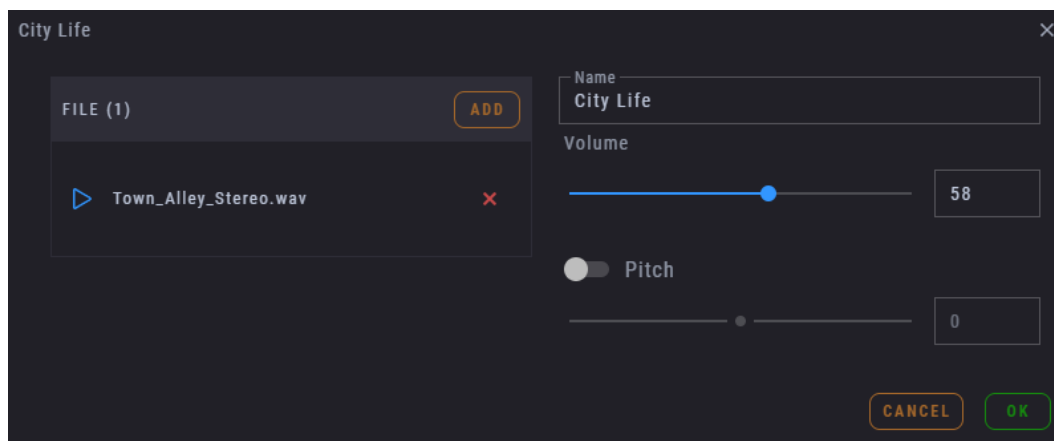 City Life
FILE (1)
ADD
Town_Alley_Stereo.wav
Name
City Life
Volume
58
Pitch
0
CANCEL
OK